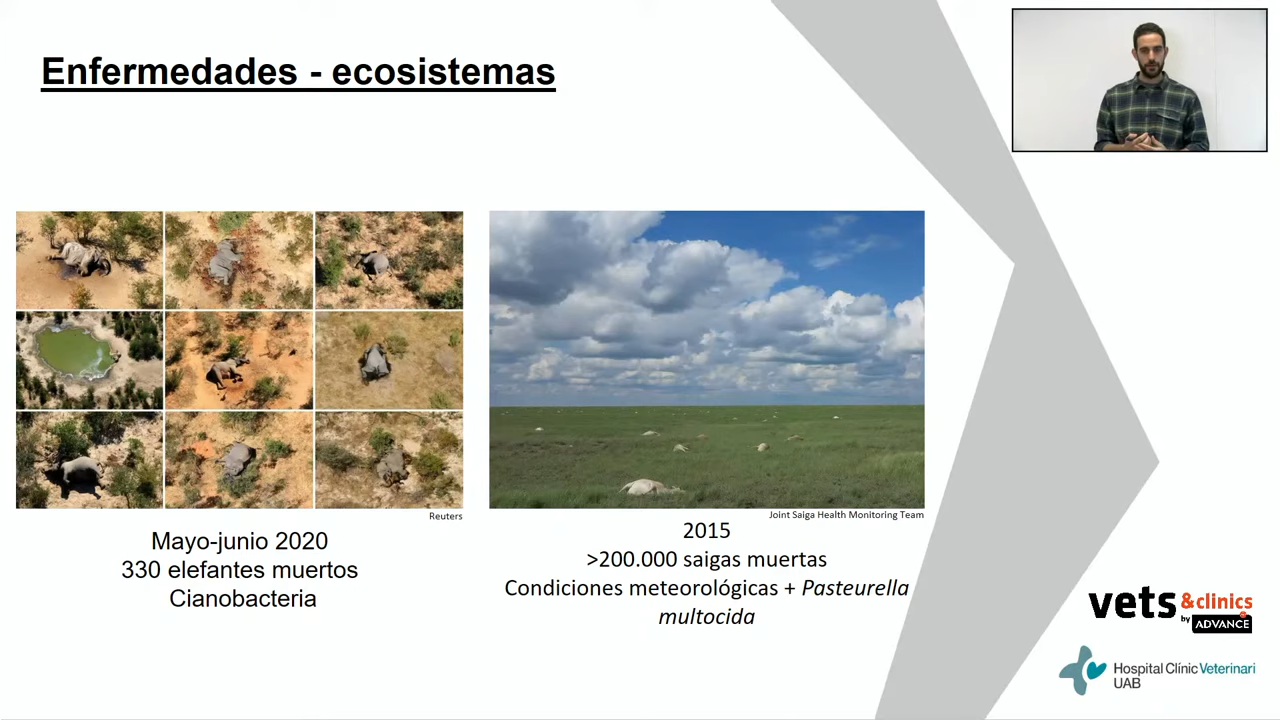 Enfermedades - ecosistemas
Reuters
Mayo-junio 2020
330 elefantes muertos
Cianobacteria
Joint Saiga Health Monitoring Team
2015
>200.000 saigas muertas
Condiciones meteorológicas + Pasteurella
multocida
vets &clinics
by ADVANCE
Hospital Clínic Veterinari
UAB